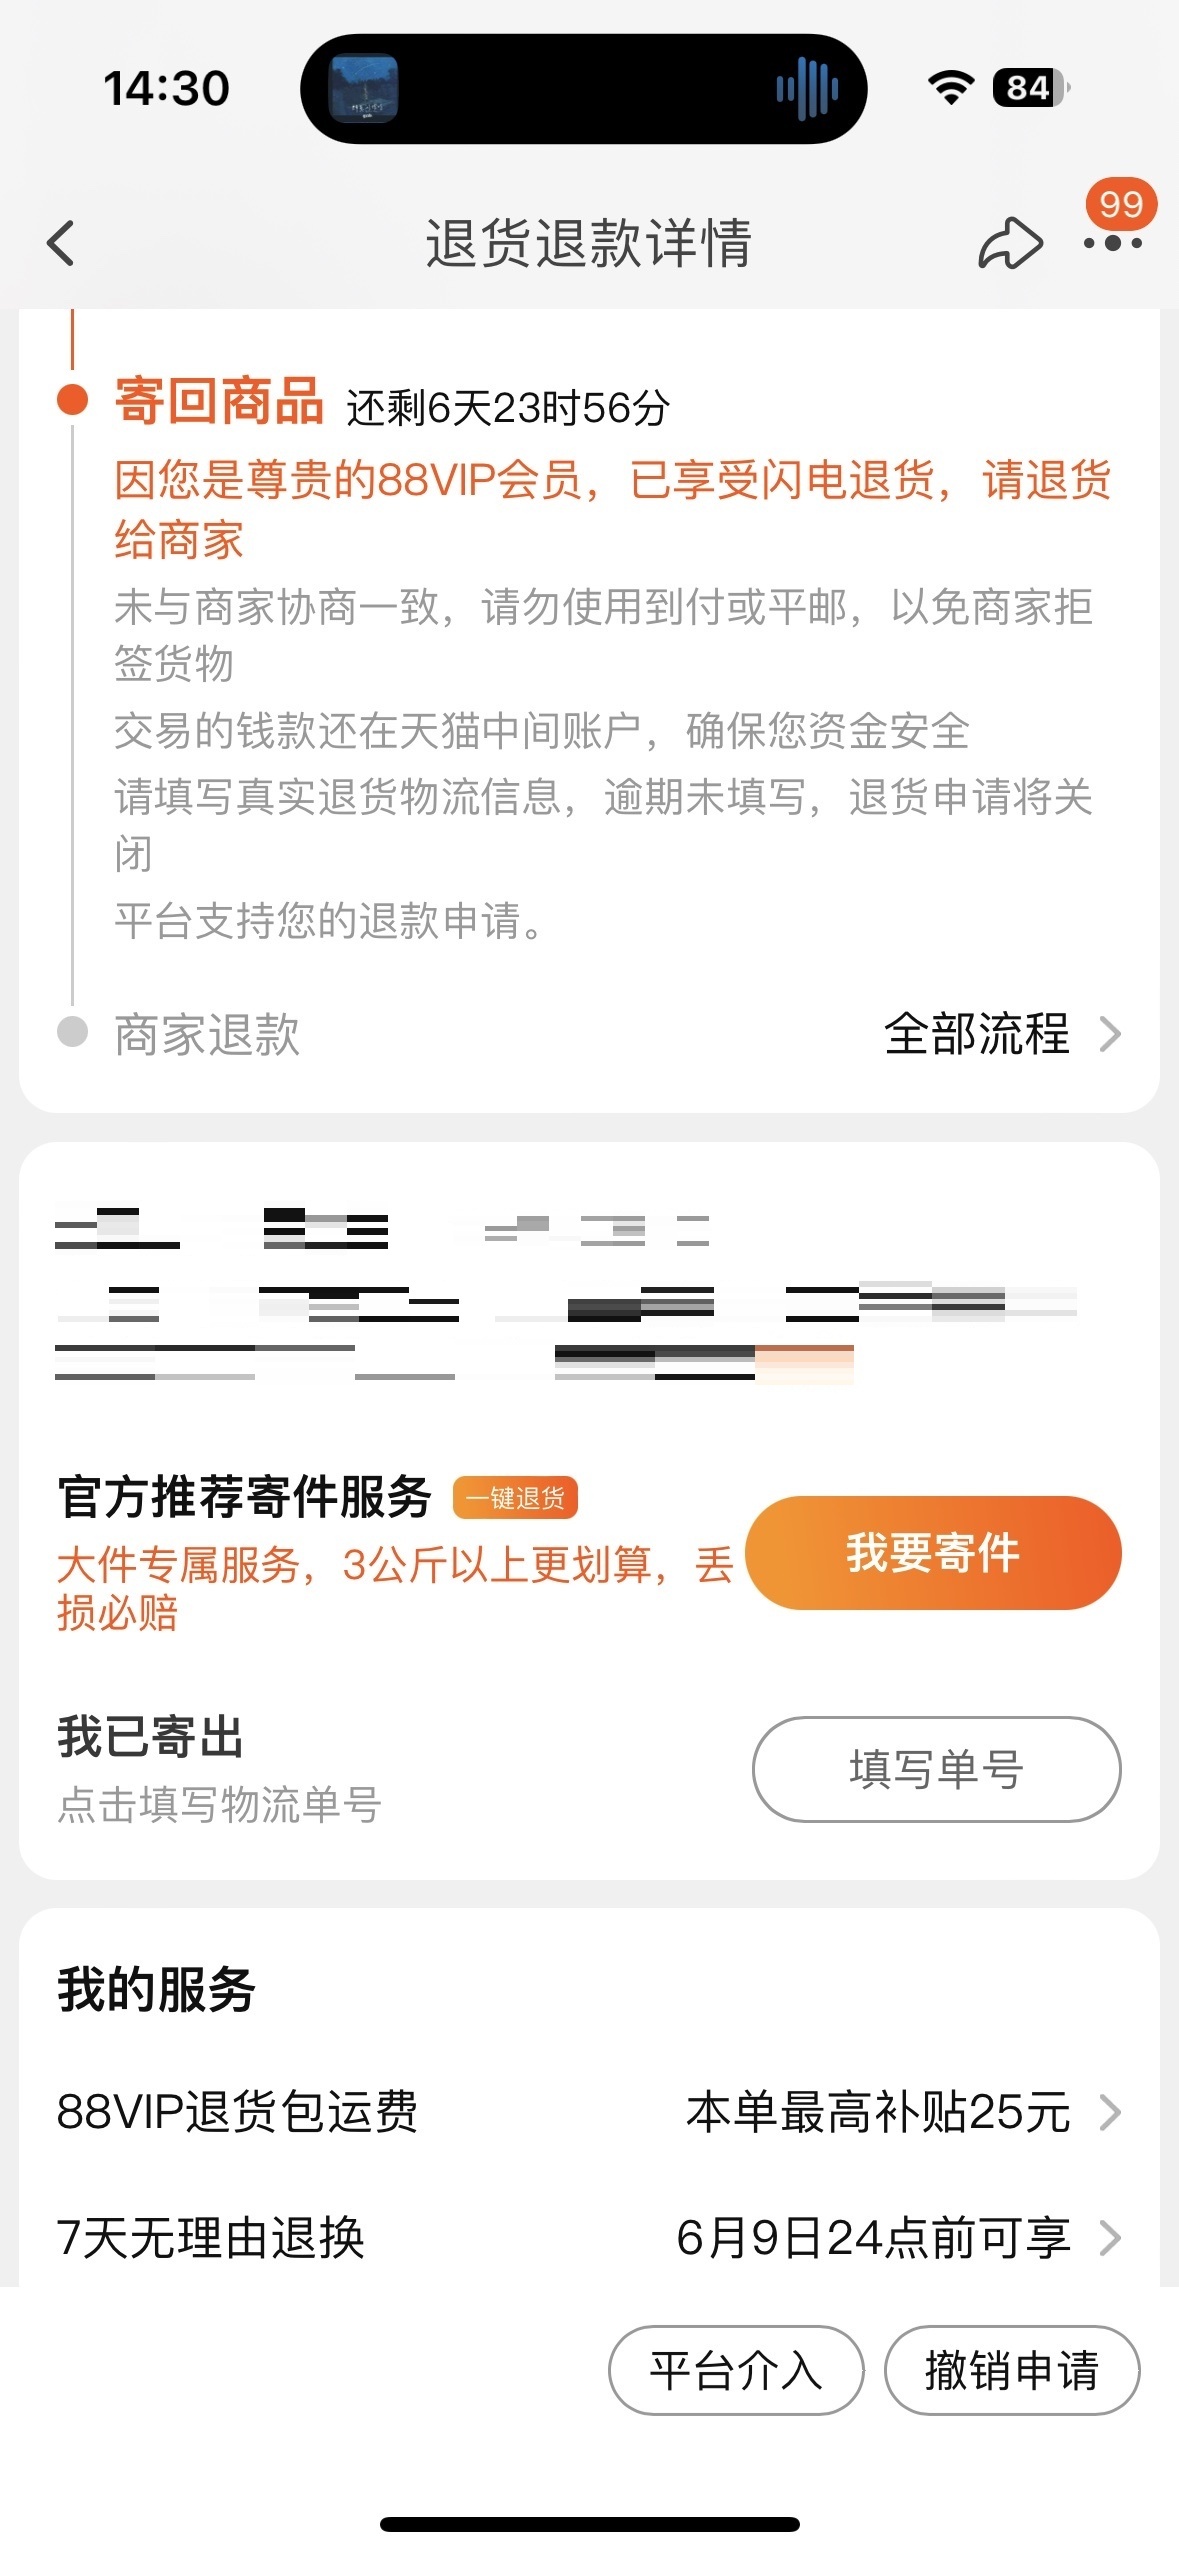 14:30
84
退货退款详情
99
寄回商品 还剩6天23时56分
因您是尊贵的88VIP会员，已享受闪电退货，请退货
给商家
未与商家协商一致，请勿使用到付或平邮，以免商家拒
签货物
交易的钱款还在天猫中间账户，确保您资金安全
请填写真实退货物流信息，逾期未填写，退货申请将关
闭
平台支持您的退款申请。
商家退款 全部流程
官方推荐寄件服务 一键退货
大件专属服务，3公斤以上更划算，丢
损必赔
我要寄件
我已寄出
点击填写物流单号
填写单号
我的服务
88VIP退货包运费 本单最高补贴25元
7天无理由退换 6月9日24点前可享
平台介入 撤销申请